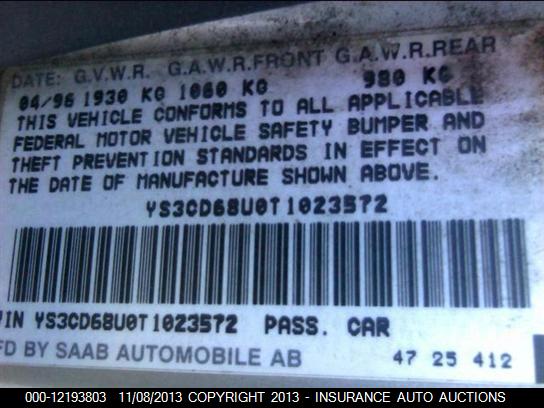 DATE: G.V.W.R. G.A.W.R.FRONT G.A.W.R.REAR
04/96 1930 KG 1060 KG 980 KG
THIS VEHICLE CONFORMS TO ALL APPLICABLE
FEDERAL MOTOR VEHICLE SAFETY BUMPER AND
THEFT PREVENTION STANDARDS IN EFFECT ON
THE DATE OF MANUFACTURE SHOWN ABOVE.
YS3CD68U0T1023572
IN YS3CD68U0T1023572 PASS. CAR
FD BY SAAB AUTOMOBILE AB 47 25 412
000-12193803 11/08/2013 COPYRIGHT 2013 - INSURANCE AUTO AUCTIONS